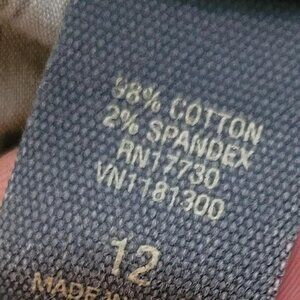 98% COTTON
2% SPANDEX
RN17730
VN1181300
12
MADE IN